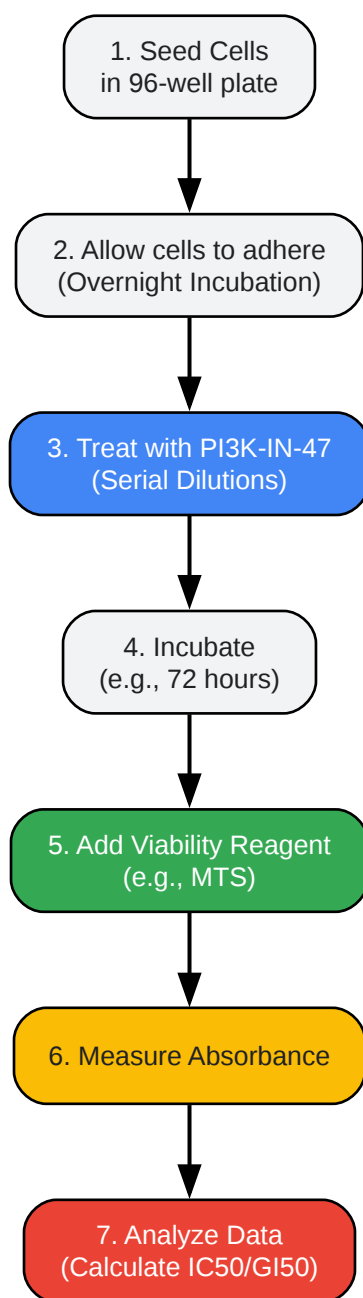 1. Seed Cells
in 96-well plate
2. Allow cells to adhere
(Overnight Incubation)
3. Treat with PI3K-IN-47
(Serial Dilutions)
4. Incubate
(e.g., 72 hours)
5. Add Viability Reagent
(e.g., MTS)
6. Measure Absorbance
7. Analyze Data
(Calculate IC50/GI50)